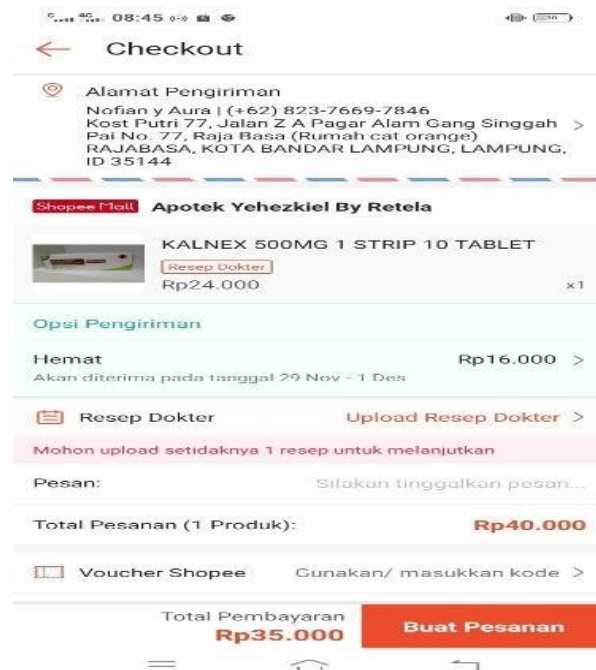 08:45
Checkout
Alamat Pengiriman
Nofian y Aura | (+62) 823-7669-7846
Kost Putri 77, Jalan Z A Pagar Alam Gang Singgah
Pai No. 77, Raja Basa (Rumah cat orange)
RAJABASA, KOTA BANDAR LAMPUNG, LAMPUNG,
ID 35144
Shopee Mall Apotek Yehezkiel By Retela
KALNEX 500MG 1 STRIP 10 TABLET
Resep Dokter
Rp24.000 x1
Opsi Pengiriman
Hemat Rp16.000
Akan diterima pada tanggal 29 Nov - 1 Des
Resep Dokter Upload Resep Dokter
Mohon upload setidaknya 1 resep untuk melanjutkan
Pesan: Silakan tinggalkan pesan...
Total Pesanan (1 Produk): Rp40.000
Voucher Shopee Gunakan/ masukkan kode
Total Pembayaran
Rp35.000
Buat Pesanan